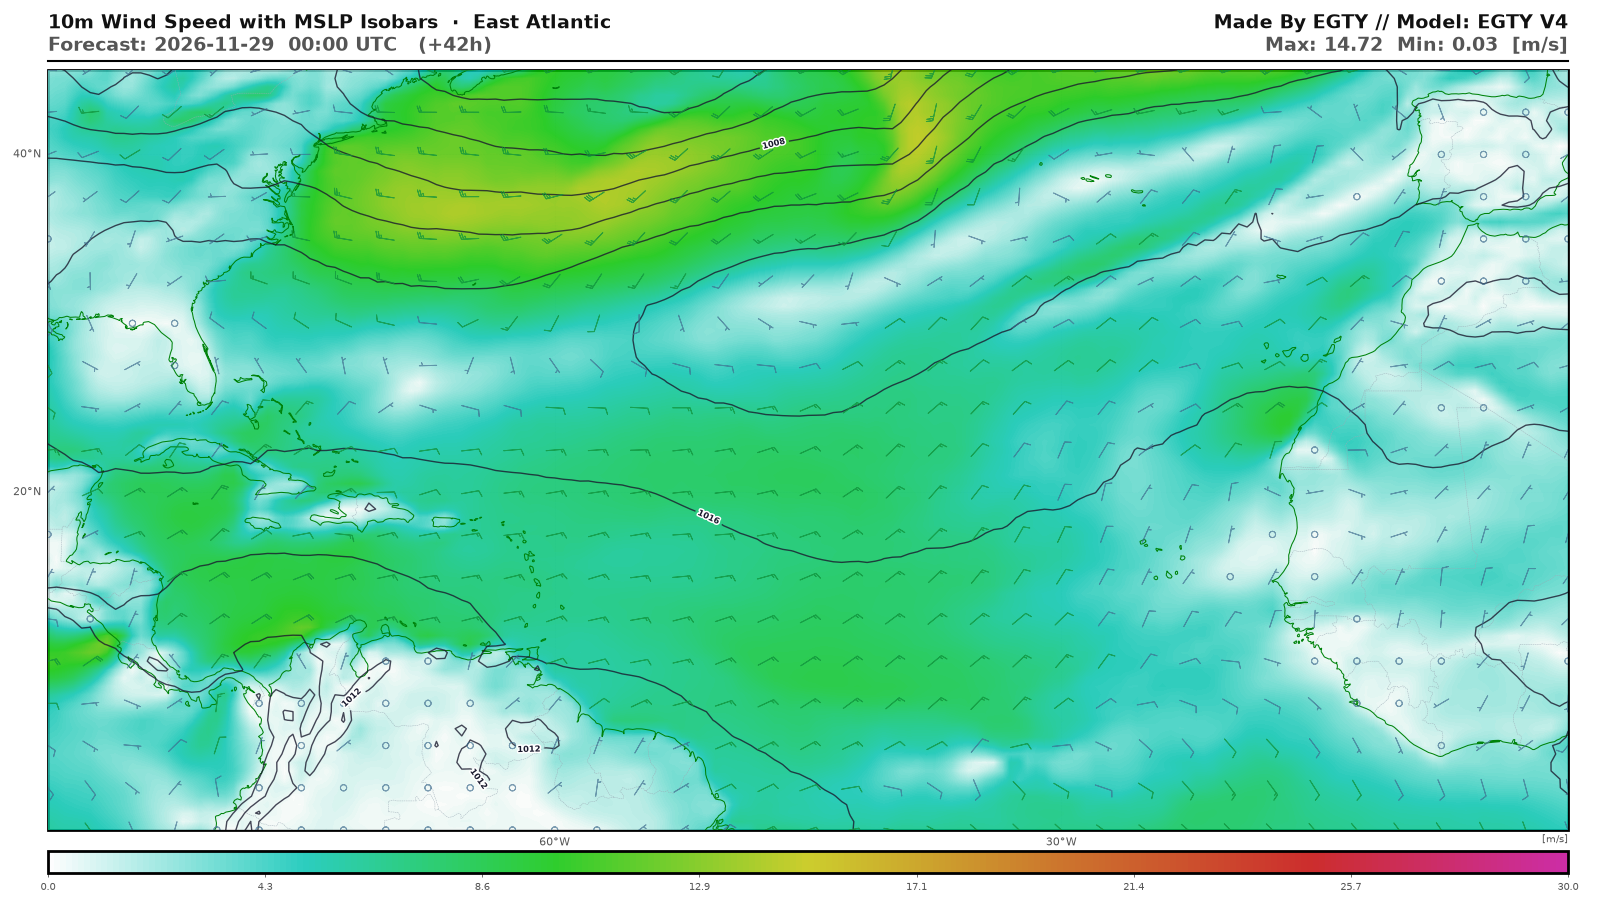 10m Wind Speed with MSLP Isobars · East Atlantic
Made By EGTY // Model: EGTY V4
Forecast: 2026-11-29 00:00 UTC (+42h)
Max: 14.72 Min: 0.03 [m/s]
1008
40°N
20°N
1016
1012
1012
1012
60°W
30°W
[m/s]
0.0
4.3
8.6
12.9
17.1
21.4
25.7
30.0